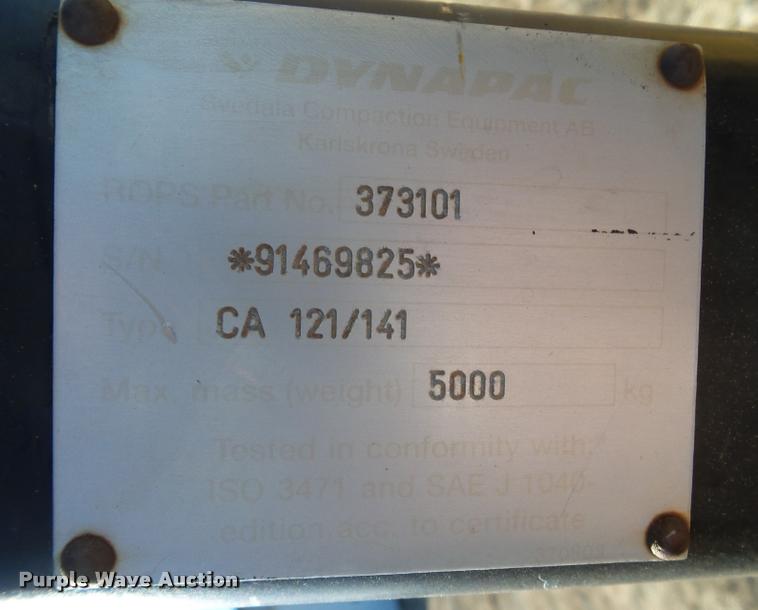 DYNAPAC
Svedala Compaction Equipment AB
Karlskrona Sweden
ROPS Part No. 373101
S/N *91469825*
Type CA 121/141
Max. mass (weight) 5000 kg
Tested in conformity with:
ISO 3471 and SAE J 1040-
edition acc. to certificate
370903
Purple Wave Auction